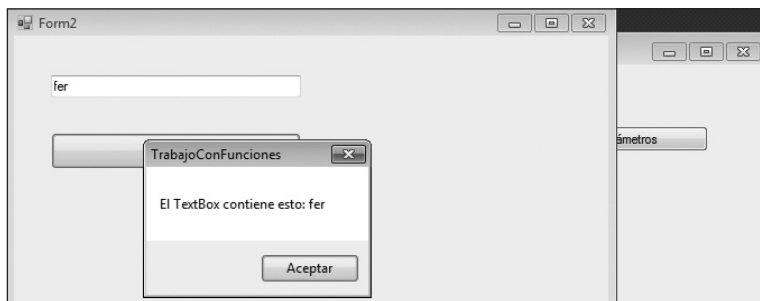 Form2
fer
ámetros
TrabajoConFunciones
El TextBox contiene esto: fer
Aceptar